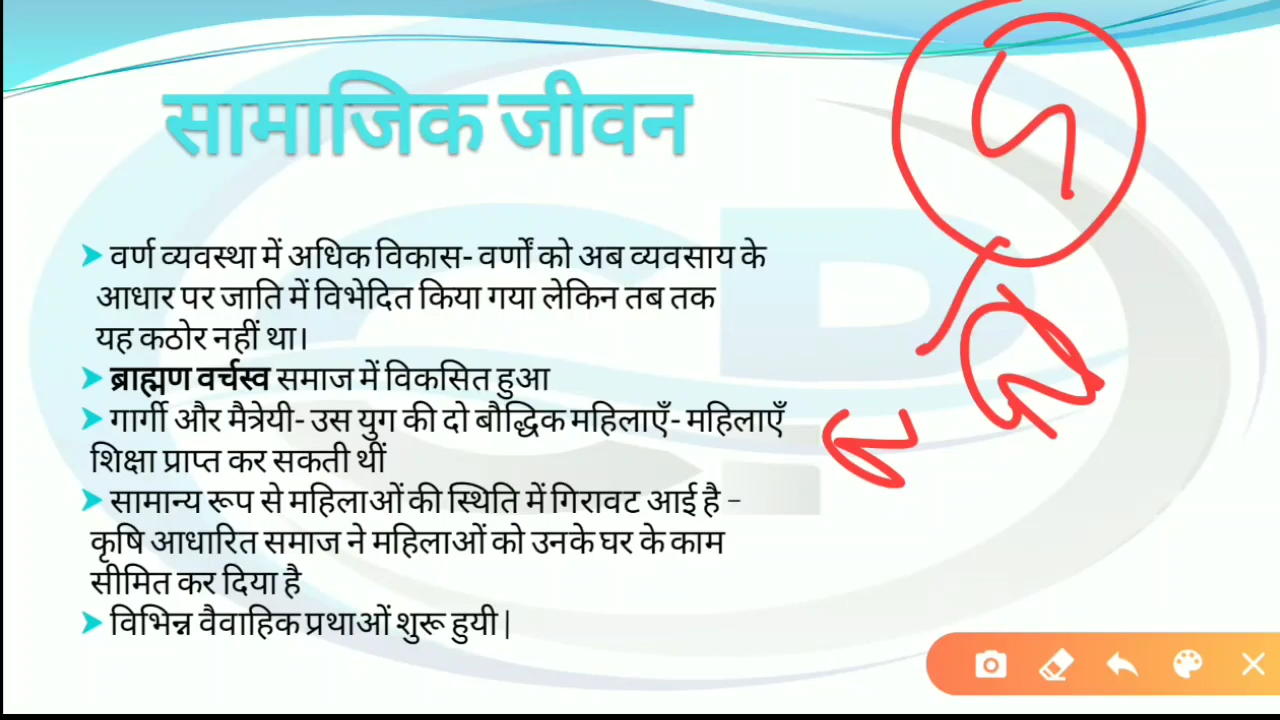 सामाजिक जीवन
वर्ण व्यवस्था में अधिक विकास- वर्णों को अब व्यवसाय के
आधार पर जाति में विभेदित किया गया लेकिन तब तक
यह कठोर नहीं था।
ब्राह्मण वर्चस्व समाज में विकसित हुआ
गार्गी और मैत्रेयी- उस युग की दो बौद्धिक महिलाएँ- महिलाएँ
शिक्षा प्राप्त कर सकती थीं
सामान्य रूप से महिलाओं की स्थिति में गिरावट आई है –
कृषि आधारित समाज ने महिलाओं को उनके घर के काम
सीमित कर दिया है
विभिन्न वैवाहिक प्रथाओं शुरू हुयी |